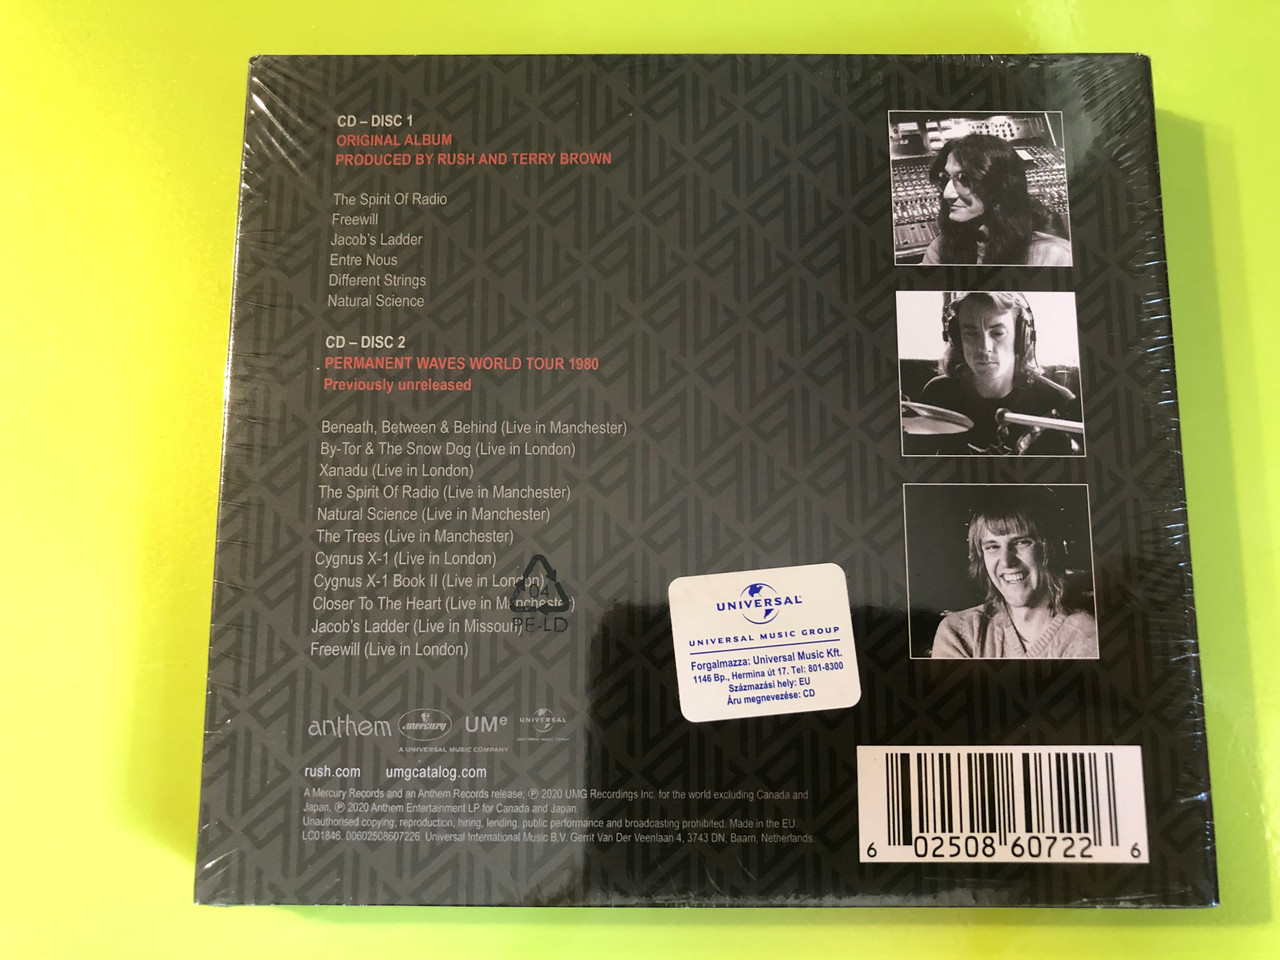 CD – DISC 1
ORIGINAL ALBUM
PRODUCED BY RUSH AND TERRY BROWN
The Spirit Of Radio
Freewill
Jacob's Ladder
Entre Nous
Different Strings
Natural Science
CD – DISC 2
PERMANENT WAVES WORLD TOUR 1980
Previously unreleased
Beneath, Between & Behind (Live in Manchester)
By-Tor & The Snow Dog (Live in London)
Xanadu (Live in London)
The Spirit Of Radio (Live in Manchester)
Natural Science (Live in Manchester)
The Trees (Live in Manchester)
Cygnus X-1 (Live in London)
Cygnus X-1 Book II (Live in London)
Closer To The Heart (Live in Manchester)
Jacob's Ladder (Live in Missouri)
Freewill (Live in London)
04
PE-LD
UNIVERSAL
UNIVERSAL MUSIC GROUP
Forgalmazza: Universal Music Kft.
1146 Bp., Hermina út 17. Tel: 801-8300
Származási hely: EU
Áru megnevezése: CD
anthem mercury UMe UNIVERSAL
A UNIVERSAL MUSIC COMPANY
rush.com umgcatalog.com
A Mercury Records and an Anthem Records release; ℗ 2020 UMG Recordings Inc. for the world excluding Canada and
Japan, ℗ 2020 Anthem Entertainment LP for Canada and Japan.
Unauthorised copying, reproduction, hiring, lending, public performance and broadcasting prohibited. Made in the EU.
LC01846. 00602508607226. Universal International Music B.V. Gerrit Van Der Veenlaan 4, 3743 DN, Baarn, Netherlands
6 02508 60722 6